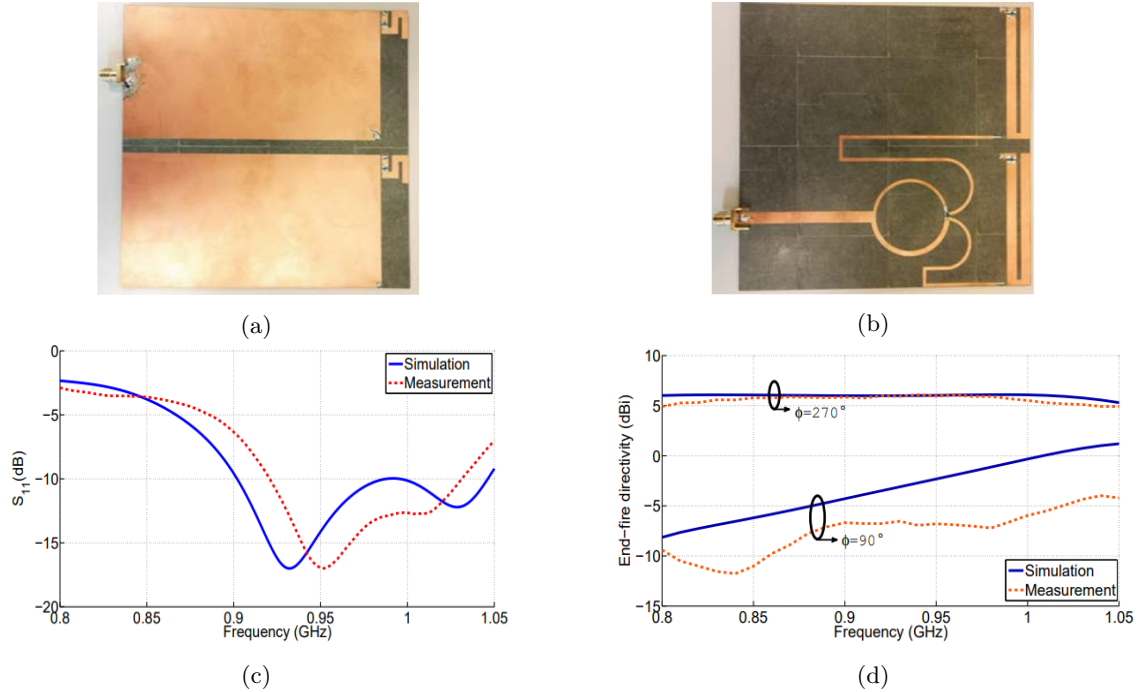 (a)
(b)
0
−5
−10
−15
−20
S11(dB)
Simulation
Measurement
0.8
0.85
0.9
0.95
1
1.05
Frequency (GHz)
(c)
10
5
0
−5
−10
−15
End−fire directivity (dBi)
ϕ=270°
ϕ=90°
Simulation
Measurement
0.8
0.85
0.9
0.95
1
1.05
Frequency (GHz)
(d)